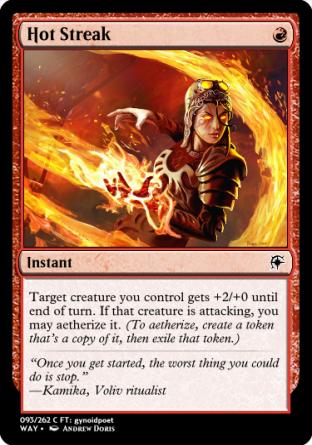 Hot Streak
Instant
Target creature you control gets +2/+0 until
end of turn. If that creature is attacking, you
may aetherize it. (To aetherize, create a token
that's a copy of it, then exile that token.)
"Once you get started, the worst thing you could
do is stop."
—Kamika, Voliv ritualist
093/262 C FT: gynoidpoet
WAY • Andrew Doris